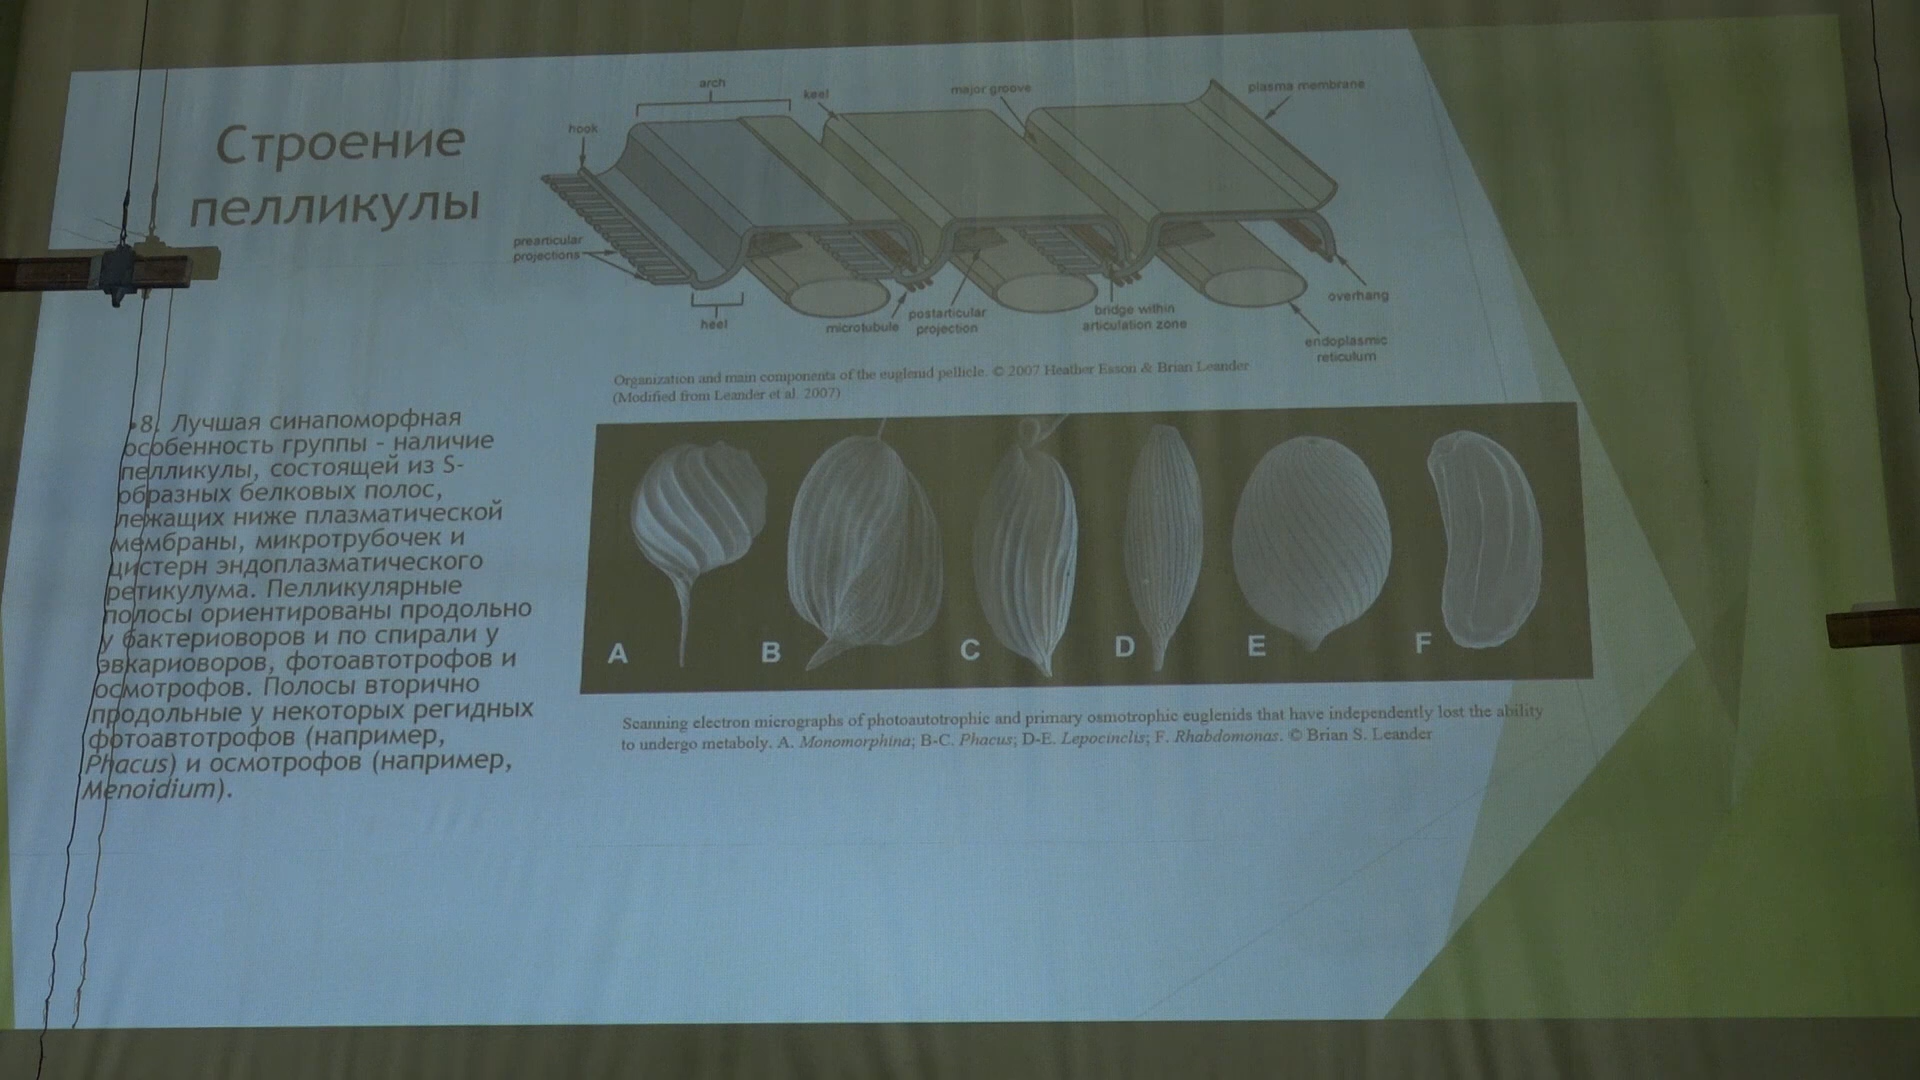 Строение
пелликулы
arch
keel
major groove
plasma membrane
hook
prearticular
projections
heel
microtubule
postarticular
projection
bridge within
articulation zone
overhang
endoplasmic
reticulum
Organization and main components of the euglenid pellicle. © 2007 Heather Esson & Brian Leander
(Modified from Leander et al. 2007)
•8. Лучшая синапоморфная
особенность группы - наличие
пелликулы, состоящей из S-
образных белковых полос,
лежащих ниже плазматической
мембраны, микротрубочек и
цистерн эндоплазматического
ретикулума. Пелликулярные
полосы ориентированы продольно
у бактериоворов и по спирали у
эвкариоворов, фотоавтотрофов и
осмотрофов. Полосы вторично
продольные у некоторых регидных
фотоавтотрофов (например,
Phacus) и осмотрофов (например,
Menoidium).
A B C D E F
Scanning electron micrographs of photoautotrophic and primary osmotrophic euglenids that have independently lost the ability
to undergo metaboly. A. Monomorphina; B-C. Phacus; D-E. Lepocinclis; F. Rhabdomonas. © Brian S. Leander